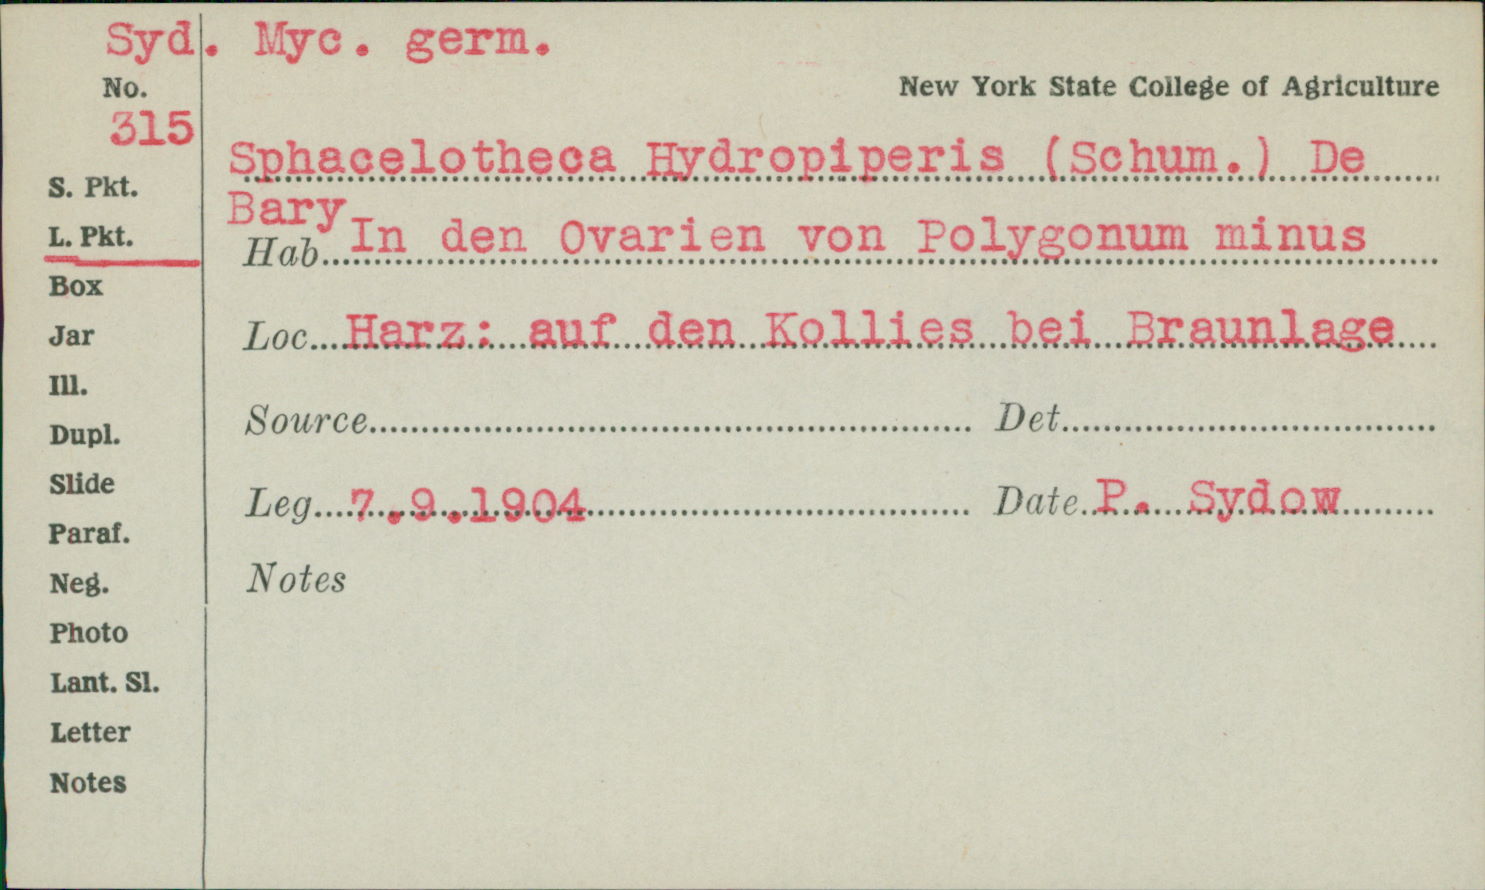 Syd. Myc. germ.
No.
New York State College of Agriculture
315
Sphacelotheca Hydropiperis (Schum.) De
S. Pkt.
Bary
L. Pkt.
Hab. In den Ovarien von Polygonum minus
Box
Loc. Harz: auf den Kollies bei Braunlage
Jar
Ill.
Source Det.
Dupl.
Slide
Leg. 7.9.1904 Date P. Sydow
Paraf.
Neg.
Notes
Photo
Lant. Sl.
Letter
Notes